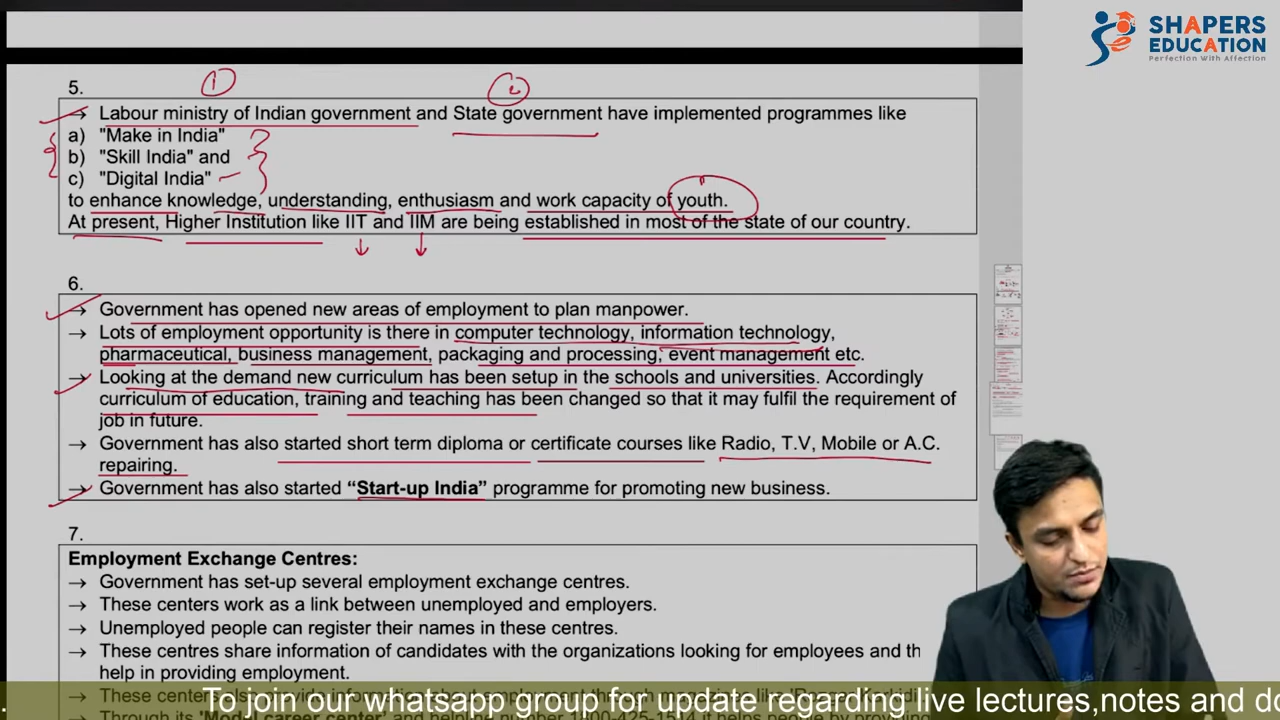 SHAPERS
EDUCATION
Perfection With Affection
1
2
5.
→ Labour ministry of Indian government and State government have implemented programmes like
a) "Make in India"
b) "Skill India" and
c) "Digital India"
to enhance knowledge, understanding, enthusiasm and work capacity of youth.
At present, Higher Institution like IIT and IIM are being established in most of the state of our country.
6.
→ Government has opened new areas of employment to plan manpower.
→ Lots of employment opportunity is there in computer technology, information technology,
pharmaceutical, business management, packaging and processing, event management etc.
→ Looking at the demand new curriculum has been setup in the schools and universities. Accordingly
curriculum of education, training and teaching has been changed so that it may fulfil the requirement of
job in future.
→ Government has also started short term diploma or certificate courses like Radio, T.V, Mobile or A.C.
repairing.
→ Government has also started “Start-up India” programme for promoting new business.
7.
Employment Exchange Centres:
→ Government has set-up several employment exchange centres.
→ These centers work as a link between unemployed and employers.
→ Unemployed people can register their names in these centres.
→ These centres share information of candidates with the organizations looking for employees and th
help in providing employment.
To join our whatsapp group for update regarding live lectures,notes and do